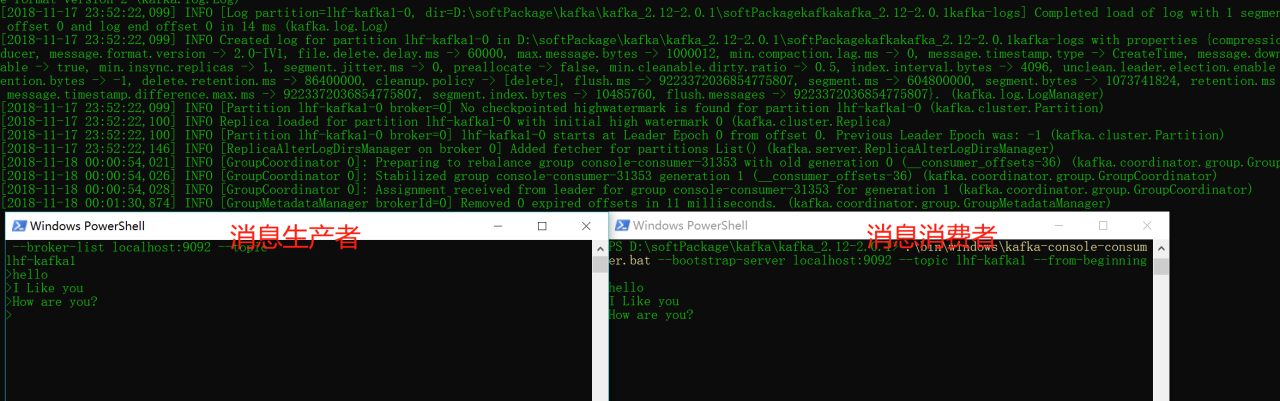 e format version 2 (kafka.log.Log)
[2018-11-17 23:52:22,099] INFO [Log partition=lhf-kafka1-0, dir=D:\softPackage\kafka\kafka_2.12-2.0.1\softPackagekafkakafka_2.12-2.0.1kafka-logs] Completed load of log with 1 segmen
offset 0 and log end offset 0 in 14 ms (kafka.log.Log)
[2018-11-17 23:52:22,099] INFO Created log for partition lhf-kafka1-0 in D:\softPackage\kafka\kafka_2.12-2.0.1\softPackagekafkakafka_2.12-2.0.1kafka-logs with properties {compressio
ducer, message.format.version -> 2.0-IV1, file.delete.delay.ms -> 60000, max.message.bytes -> 1000012, min.compaction.lag.ms -> 0, message.timestamp.type -> CreateTime, message.down
able -> true, min.insync.replicas -> 1, segment.jitter.ms -> 0, preallocate -> false, min.cleanable.dirty.ratio -> 0.5, index.interval.bytes -> 4096, unclean.leader.election.enable
ention.bytes -> -1, delete.retention.ms -> 86400000, cleanup.policy -> [delete], flush.ms -> 9223372036854775807, segment.ms -> 604800000, segment.bytes -> 1073741824, retention.ms
message.timestamp.difference.max.ms -> 9223372036854775807, segment.index.bytes -> 10485760, flush.messages -> 9223372036854775807}. (kafka.log.LogManager)
[2018-11-17 23:52:22,099] INFO [Partition lhf-kafka1-0 broker=0] No checkpointed highwatermark is found for partition lhf-kafka1-0 (kafka.cluster.Partition)
[2018-11-17 23:52:22,100] INFO Replica loaded for partition lhf-kafka1-0 with initial high watermark 0 (kafka.cluster.Replica)
[2018-11-17 23:52:22,100] INFO [Partition lhf-kafka1-0 broker=0] lhf-kafka1-0 starts at Leader Epoch 0 from offset 0. Previous Leader Epoch was: -1 (kafka.cluster.Partition)
[2018-11-17 23:52:22,146] INFO [ReplicaAlterLogDirsManager on broker 0] Added fetcher for partitions List() (kafka.server.ReplicaAlterLogDirsManager)
[2018-11-18 00:00:54,021] INFO [GroupCoordinator 0]: Preparing to rebalance group console-consumer-31353 with old generation 0 (__consumer_offsets-36) (kafka.coordinator.group.Group
[2018-11-18 00:00:54,026] INFO [GroupCoordinator 0]: Stabilized group console-consumer-31353 generation 1 (__consumer_offsets-36) (kafka.coordinator.group.GroupCoordinator)
[2018-11-18 00:00:54,028] INFO [GroupCoordinator 0]: Assignment received from leader for group console-consumer-31353 for generation 1 (kafka.coordinator.group.GroupCoordinator)
[2018-11-18 00:01:30,874] INFO [GroupMetadataManager brokerId=0] Removed 0 expired offsets in 11 milliseconds. (kafka.coordinator.group.GroupMetadataManager)
Windows PowerShell
消息生产者
--broker-list localhost:9092 --topic
lhf-kafka1
>hello
>I Like you
>How are you?
>
Windows PowerShell
消息消费者
PS D:\softPackage\kafka\kafka_2.12-2.0.1> .\bin\windows\kafka-console-consum
er.bat --bootstrap-server localhost:9092 --topic lhf-kafka1 --from-beginning
hello
I Like you
How are you?